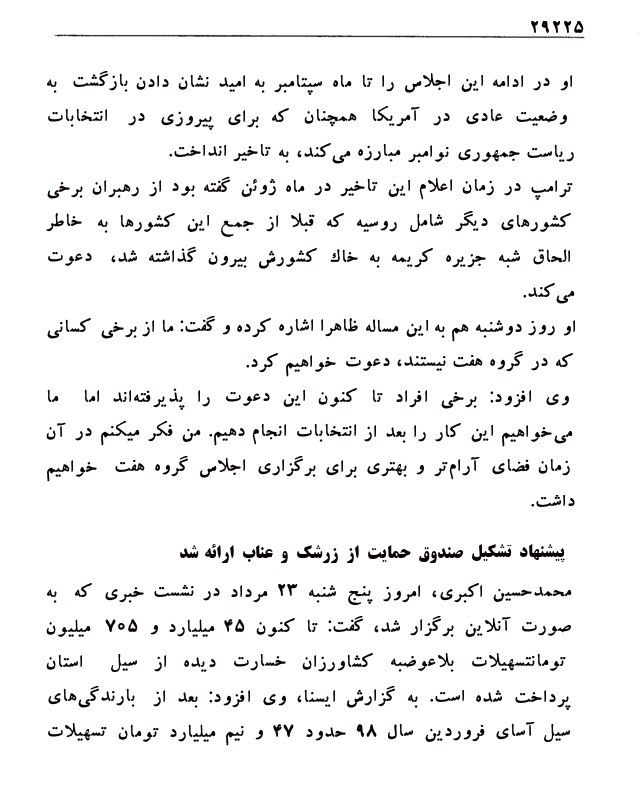 ۲۹۲۲۵
او در ادامه این اجلاس را تا ماه سپتامبر به امید نشان دادن بازگشت به
وضعیت عادی در آمریکا همچنان که برای پیروزی در انتخابات
ریاست جمهوری نوامبر مبارزه می‌کند، به تاخیر انداخت.
ترامپ در زمان اعلام این تاخیر در ماه ژوئن گفته بود از رهبران برخی
کشورهای دیگر شامل روسیه که قبلا از جمع این کشورها به خاطر
الحاق شبه جزیره کریمه به خاك کشورش بیرون گذاشته شد، دعوت
می‌کند.
او روز دوشنبه هم به این مساله ظاهرا اشاره کرده و گفت: ما از برخی کسانی
که در گروه هفت نیستند، دعوت خواهیم کرد.
وی افزود: برخی افراد تا کنون این دعوت را پذیرفته‌اند اما ما
می‌خواهیم این کار را بعد از انتخابات انجام دهیم. من فکر میکنم در آن
زمان فضای آرام‌تر و بهتری برای برگزاری اجلاس گروه هفت خواهیم
داشت.
پیشنهاد تشکیل صندوق حمایت از زرشک و عناب ارائه شد
محمدحسین اکبری، امروز پنج شنبه ۲۳ مرداد در نشست خبری که به
صورت آنلاین برگزار شد، گفت: تا کنون ۴۵ میلیارد و ۷۰۵ میلیون
تومانتسهیلات بلاعوضبه کشاورزان خسارت دیده از سیل استان
پرداخت شده است. به گزارش ایسنا، وی افزود: بعد از بارندگی‌های
سیل آسای فروردین سال ۹۸ حدود ۴۷ و نیم میلیارد تومان تسهیلات